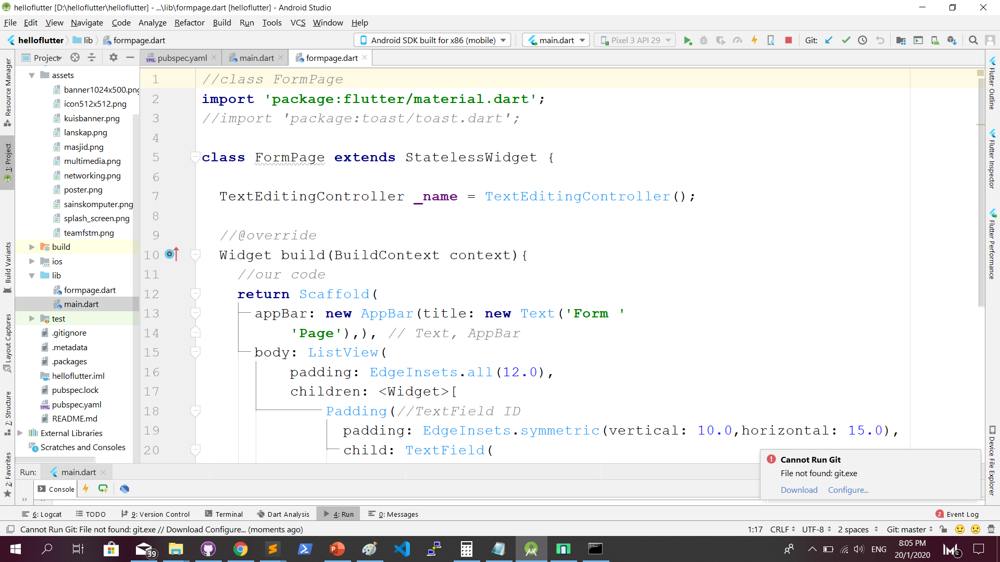 helloflutter [D:\helloflutter\helloflutter] - ...\lib\formpage.dart [helloflutter] - Android Studio
File Edit View Navigate Code Analyze Refactor Build Run Tools VCS Window Help
helloflutter lib formpage.dart Android SDK built for x86 (mobile) main.dart Pixel 3 API 29 Git:
Project pubspec.yaml main.dart formpage.dart
assets
banner1024x500.png
icon512x512.png
kuisbanner.png
lanskap.png
masjid.png
multimedia.png
networking.png
poster.png
sainskomputer.png
splash_screen.png
teamfstm.png
build
ios
lib
formpage.dart
main.dart
test
.gitignore
.metadata
.packages
helloflutter.iml
pubspec.lock
pubspec.yaml
README.md
External Libraries
Scratches and Consoles
1 //class FormPage
2 import 'package:flutter/material.dart';
3 //import 'package:toast/toast.dart';
4
5 class FormPage extends StatelessWidget {
6
7 TextEditingController _name = TextEditingController();
8
9 //@override
10 Widget build(BuildContext context){
11 //our code
12 return Scaffold(
13 appBar: new AppBar(title: new Text('Form '
14 'Page'),), // Text, AppBar
15 body: ListView(
16 padding: EdgeInsets.all(12.0),
17 children: <Widget>[
18 Padding(//TextField ID
19 padding: EdgeInsets.symmetric(vertical: 10.0,horizontal: 15.0),
20 child: TextField(
Resource Manager
1: Project
Build Variants
Layout Captures
7: Structure
2: Favorites
Flutter Outline
Flutter Inspector
Flutter Performance
Device File Explorer
Cannot Run Git
File not found: git.exe
Download Configure...
Run: main.dart
Console
6: Logcat TODO 9: Version Control Terminal Dart Analysis 4: Run 0: Messages 2 Event Log
Cannot Run Git: File not found: git.exe // Download Configure... (moments ago) 1:17 CRLF UTF-8 2 spaces Git: master
39
ENG
8:05 PM
20/1/2020
2